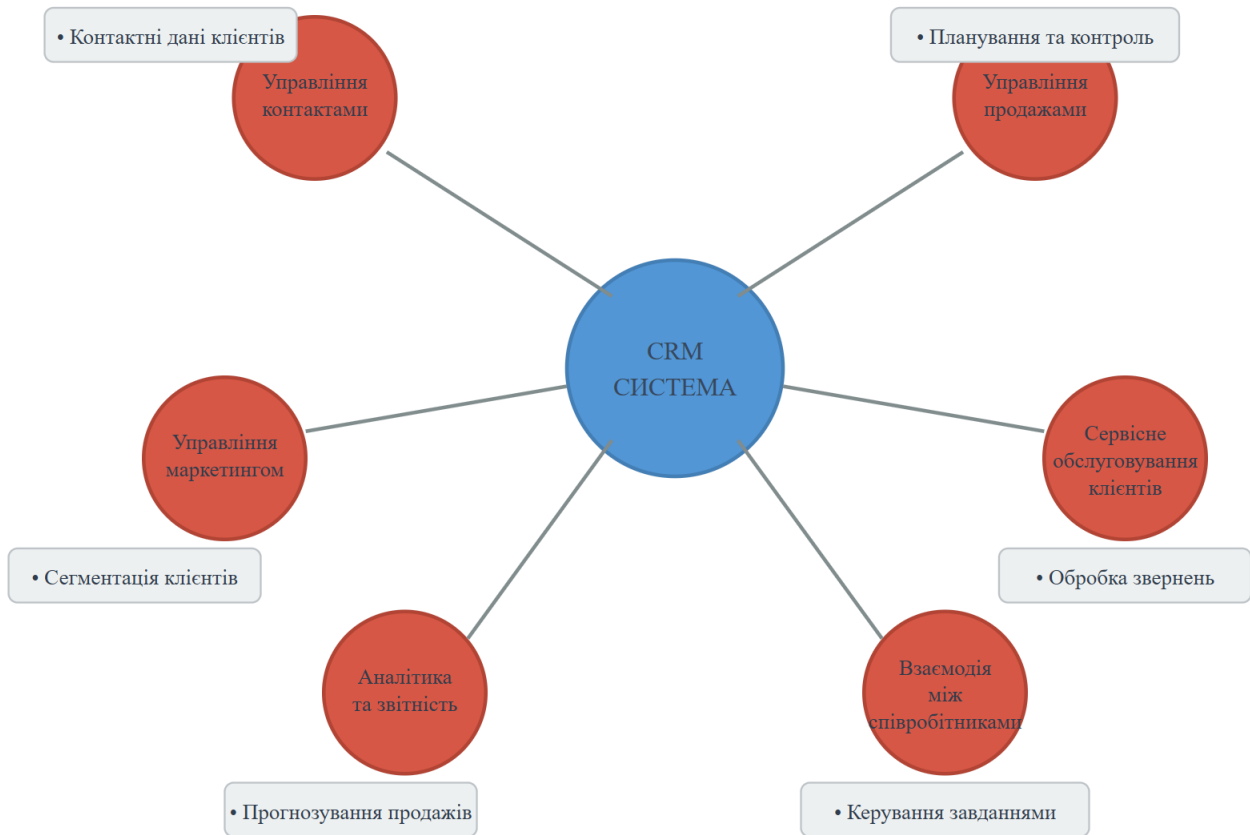 • Контактні дані клієнтів
Управління
контактами
• Планування та контроль
Управління
продажами
CRM
СИСТЕМА
Управління
маркетингом
• Сегментація клієнтів
Сервісне
обслуговування
клієнтів
• Обробка звернень
Аналітика
та звітність
• Прогнозування продажів
Взаємодія
між
співробітниками
• Керування завданнями